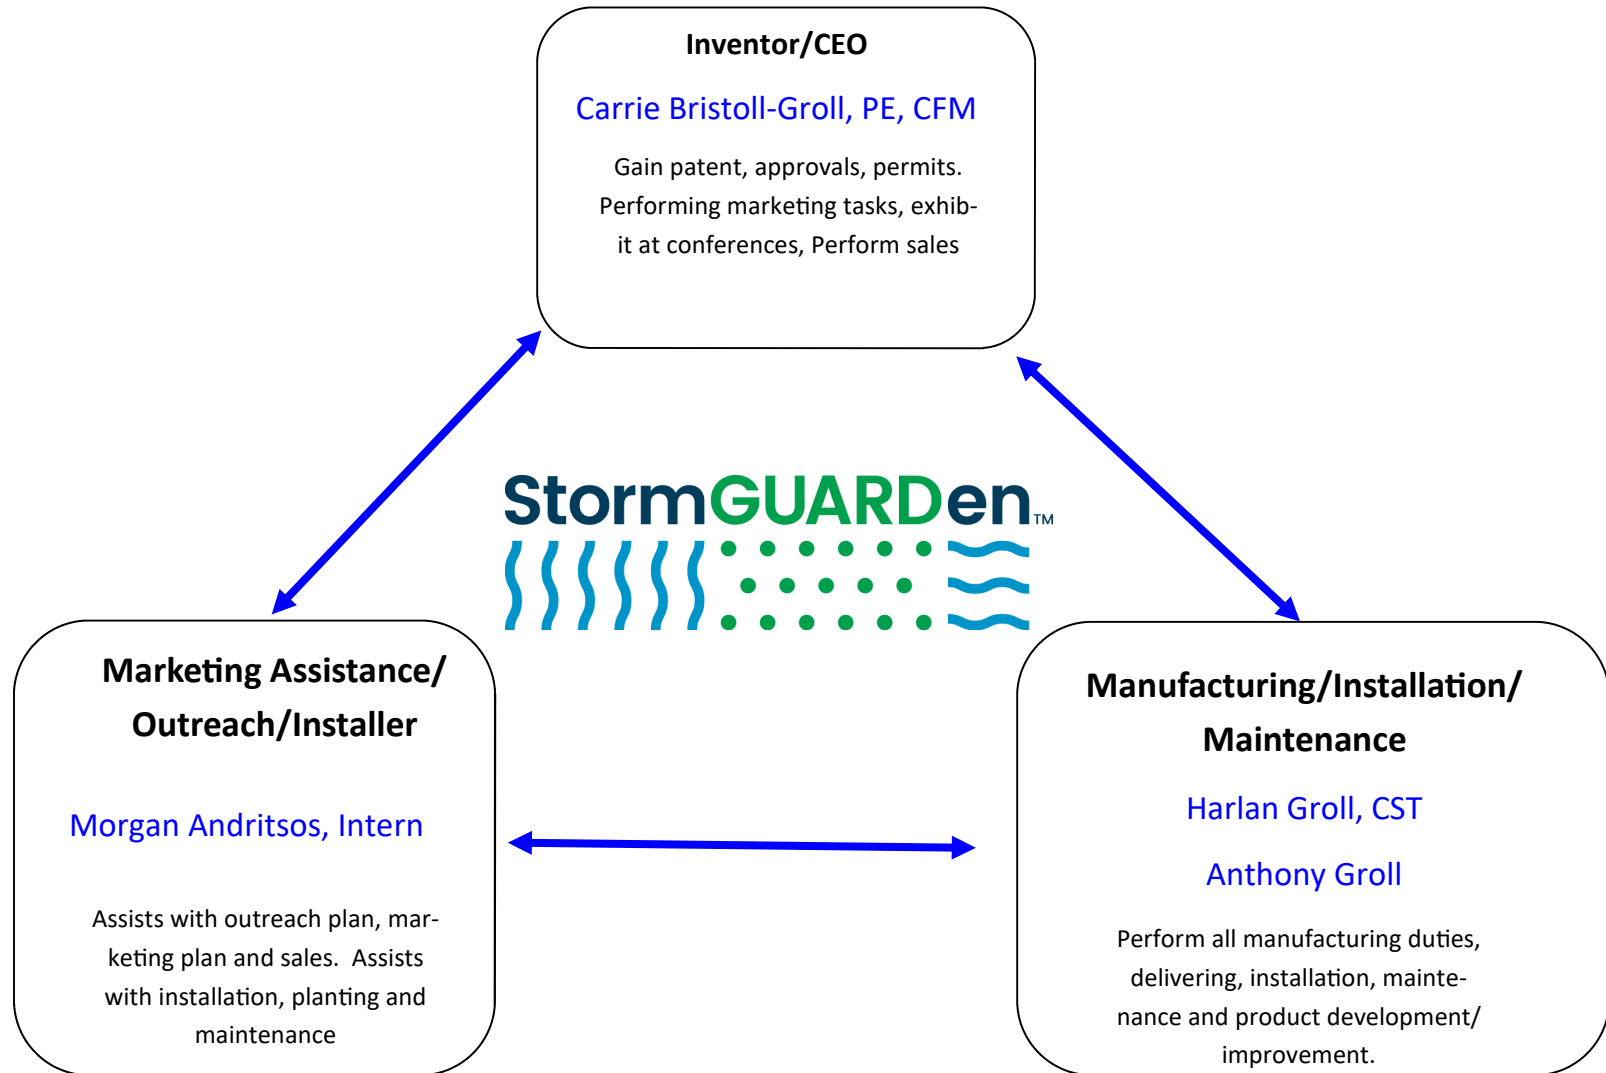 Inventor/CEO
Carrie Bristoll-Groll, PE, CFM
Gain patent, approvals, permits.
Performing marketing tasks, exhib-
it at conferences, Perform sales
StormGUARDen™
Marketing Assistance/
Outreach/Installer
Morgan Andritsos, Intern
Assists with outreach plan, mar-
keting plan and sales.  Assists
with installation, planting and
maintenance
Manufacturing/Installation/
Maintenance
Harlan Groll, CST
Anthony Groll
Perform all manufacturing duties,
delivering, installation, mainte-
nance and product development/
improvement.